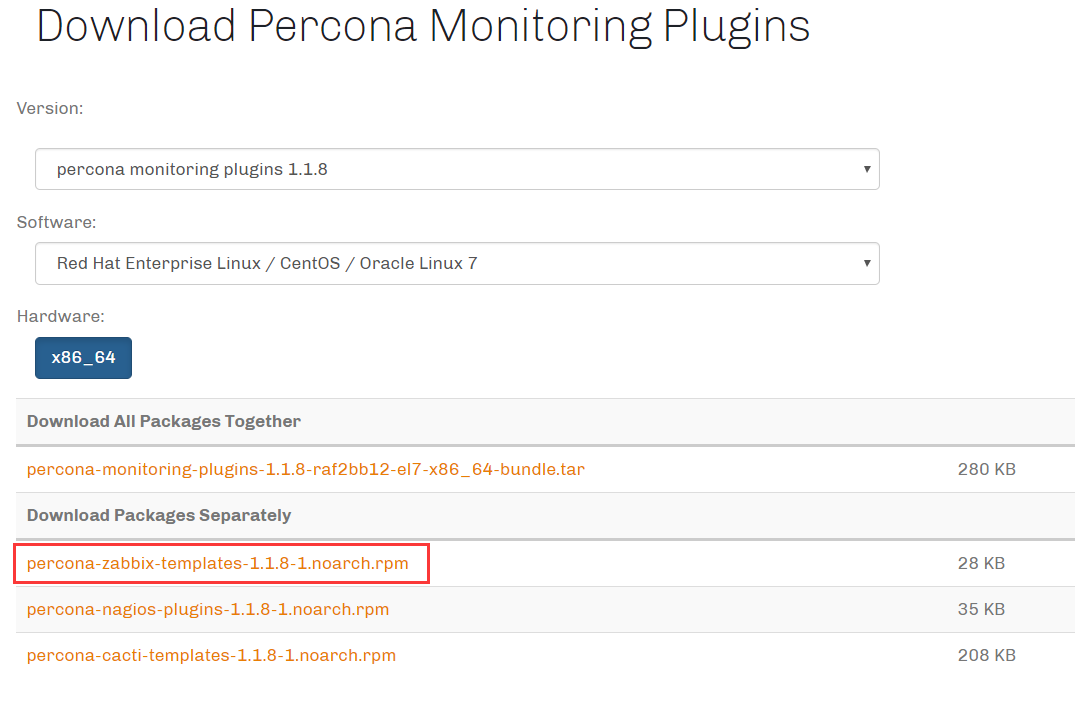 Download Percona Monitoring Plugins
Version:
percona monitoring plugins 1.1.8
Software:
Red Hat Enterprise Linux / CentOS / Oracle Linux 7
Hardware:
x86_64
Download All Packages Together
percona-monitoring-plugins-1.1.8-raf2bb12-el7-x86_64-bundle.tar 280 KB
Download Packages Separately
percona-zabbix-templates-1.1.8-1.noarch.rpm 28 KB
percona-nagios-plugins-1.1.8-1.noarch.rpm 35 KB
percona-cacti-templates-1.1.8-1.noarch.rpm 208 KB